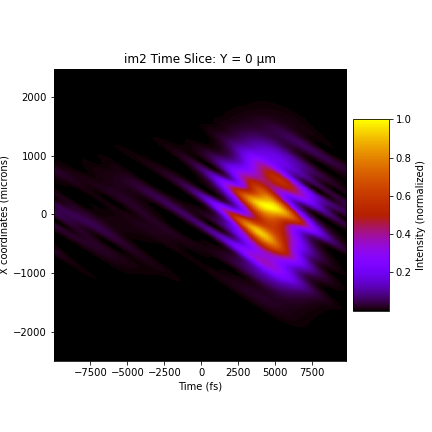 im2 Time Slice: Y = 0 μm
X coordinates (microns)
2000
1000
0
−1000
−2000
−7500 −5000 −2500 0 2500 5000 7500
Time (fs)
1.0
0.8
0.6
0.4
0.2
Intensity (normalized)